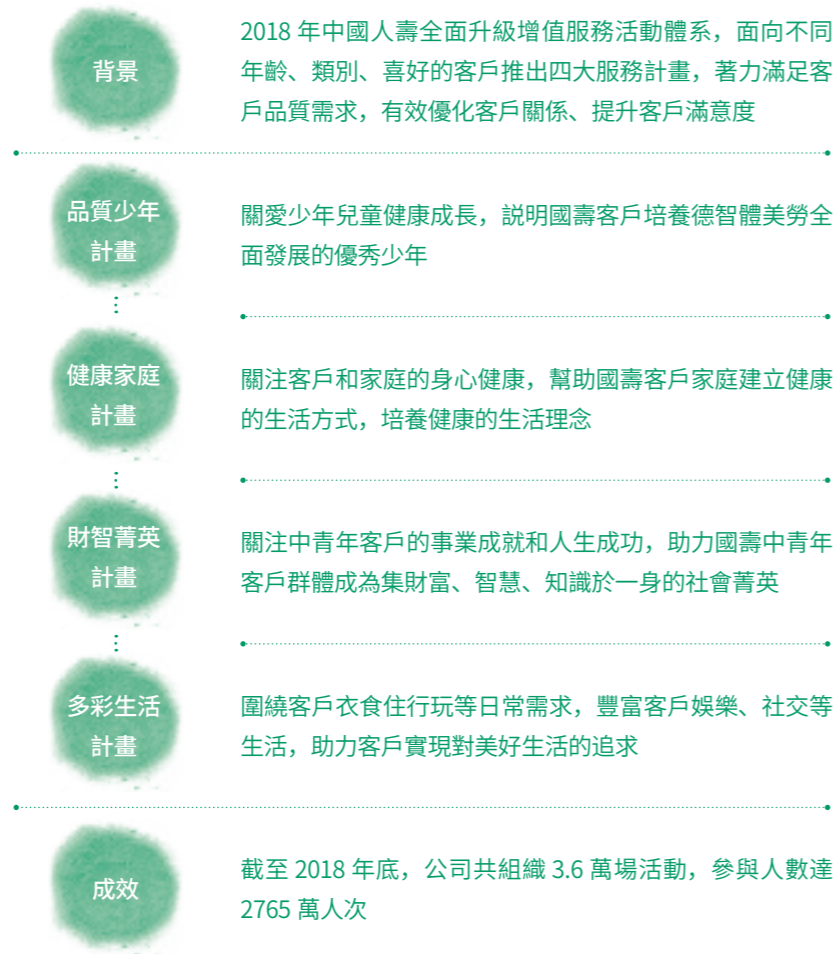 背景
2018 年中國人壽全面升級增值服務活動體系，面向不同
年齡、類別、喜好的客戶推出四大服務計畫，著力滿足客
戶品質需求，有效優化客戶關係、提升客戶滿意度
品質少年
計畫
關愛少年兒童健康成長，説明國壽客戶培養德智體美勞全
面發展的優秀少年
健康家庭
計畫
關注客戶和家庭的身心健康，幫助國壽客戶家庭建立健康
的生活方式，培養健康的生活理念
財智菁英
計畫
關注中青年客戶的事業成就和人生成功，助力國壽中青年
客戶群體成為集財富、智慧、知識於一身的社會菁英
多彩生活
計畫
圍繞客戶衣食住行玩等日常需求，豐富客戶娛樂、社交等
生活，助力客戶實現對美好生活的追求
成效
截至 2018 年底，公司共組織 3.6 萬場活動，參與人數達
2765 萬人次